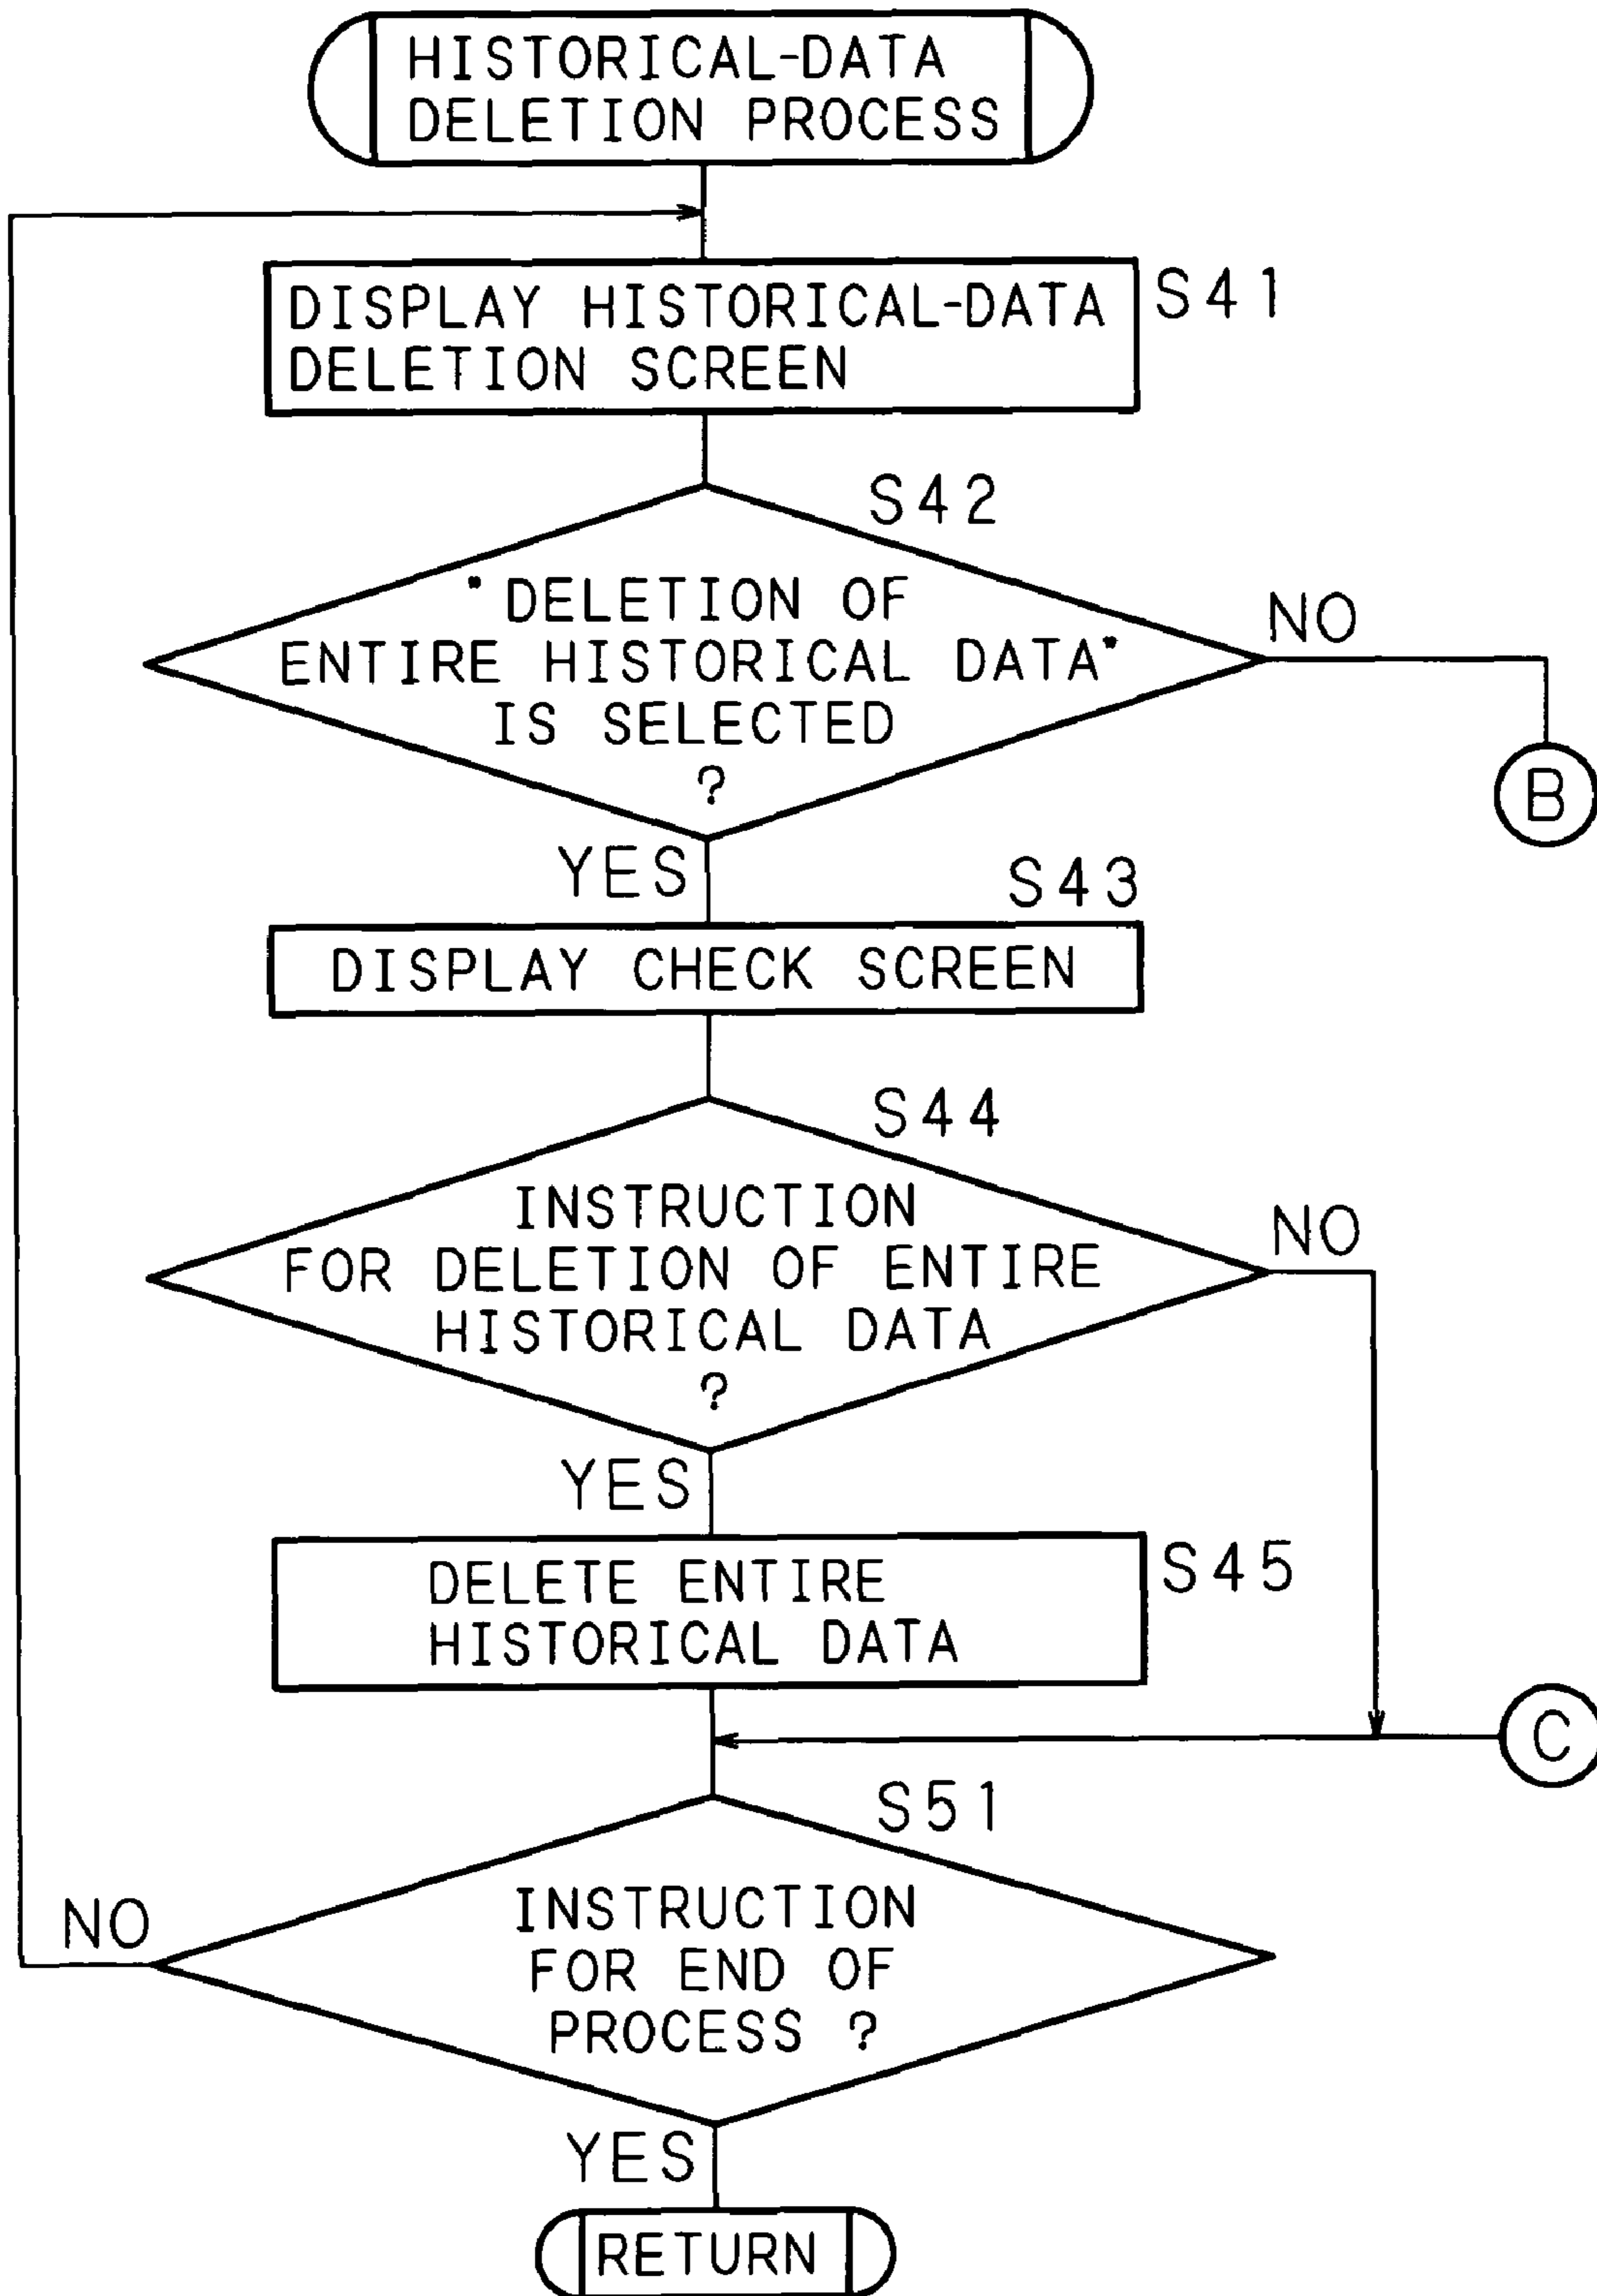 HISTORICAL-DATA
DELETION PROCESS
DISPLAY HISTORICAL-DATA
DELETION SCREEN
S41
S42
"DELETION OF
ENTIRE HISTORICAL DATA"
IS SELECTED
?
NO
B
YES
S43
DISPLAY CHECK SCREEN
S44
INSTRUCTION
FOR DELETION OF ENTIRE
HISTORICAL DATA
?
NO
YES
DELETE ENTIRE
HISTORICAL DATA
S45
C
S51
INSTRUCTION
FOR END OF
PROCESS ?
NO
YES
RETURN